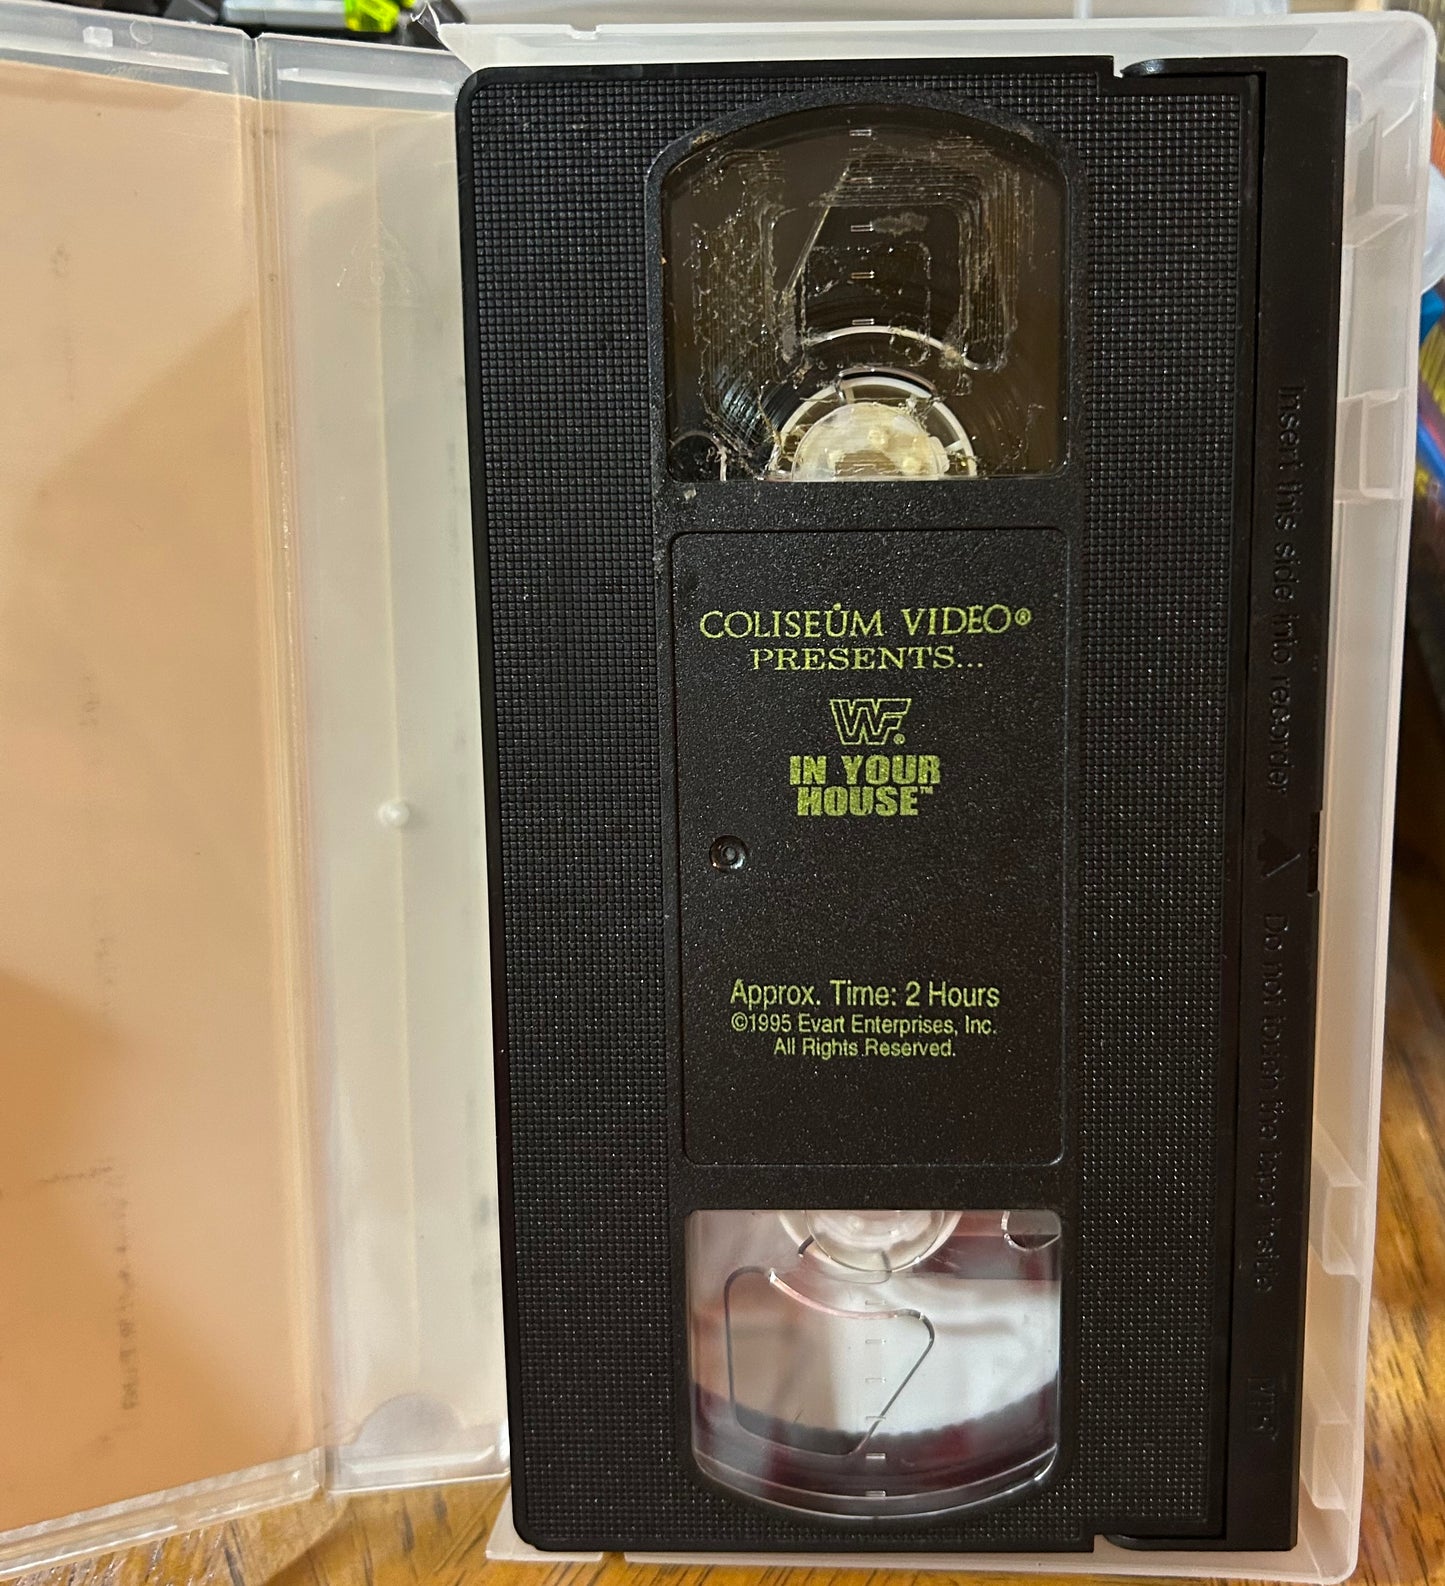 COLISEUM VIDEO®
PRESENTS...
WF®
IN YOUR
HOUSE™
Approx. Time: 2 Hours
©1995 Evart Enterprises, Inc.
All Rights Reserved.
Insert this side into recorder
Do not touch the tape inside
VHS